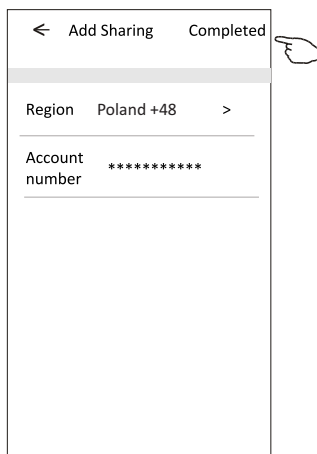 ← Add Sharing Completed
Region Poland +48 >
Account
number ***********